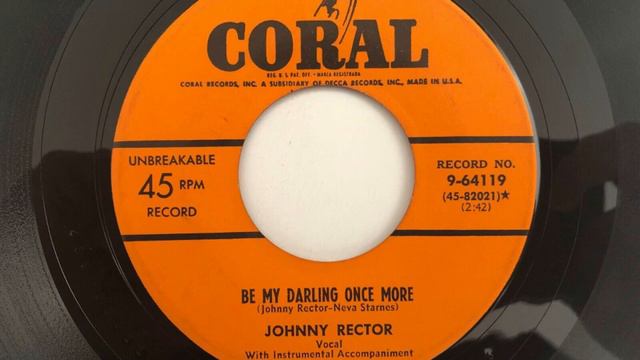 CORAL
REG. U. S. PAT. OFF. • MARCA REGISTRADA
CORAL RECORDS, INC. A SUBSIDIARY OF DECCA RECORDS, INC., MADE IN U.S.A.
UNBREAKABLE
45 RPM
RECORD
RECORD NO.
9-64119
(45-82021)★
(2:42)
BE MY DARLING ONCE MORE
(Johnny Rector-Neva Starnes)
JOHNNY RECTOR
Vocal
With Instrumental Accompaniment